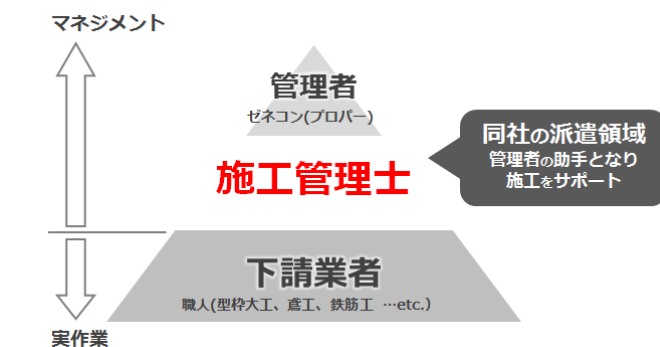 マネジメント
管理者
ゼネコン(プロパー)
同社の派遣領域
管理者の助手となり
施工をサポート
施工管理士
下請業者
職人(型枠大工、鳶工、鉄筋工 …etc.)
実作業